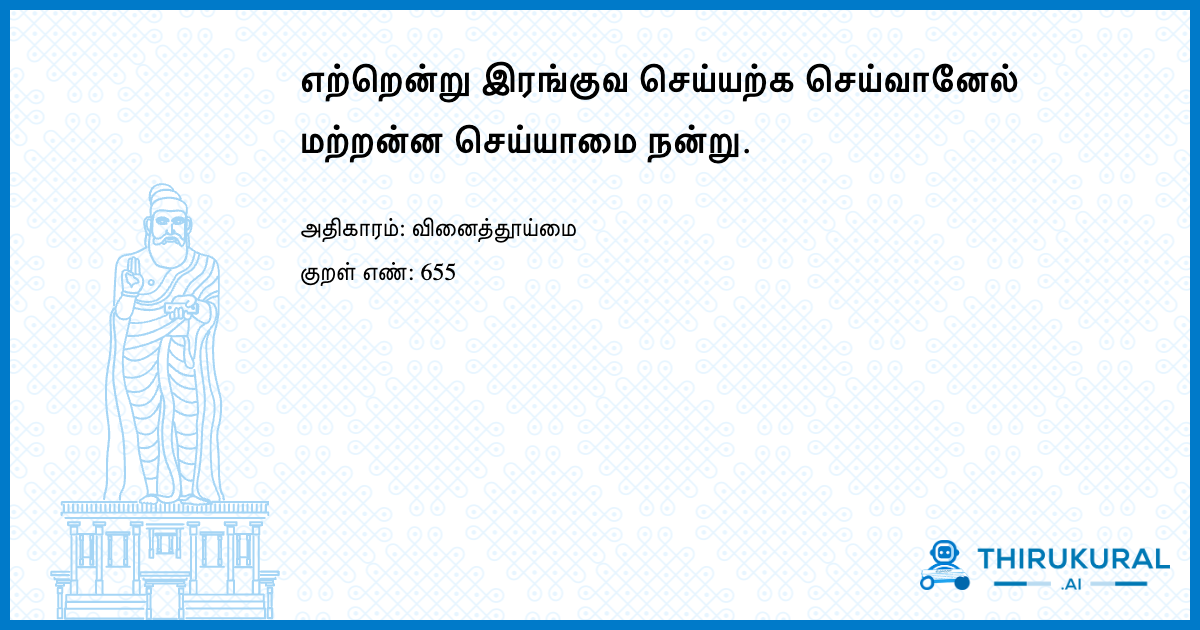 எற்றென்று இரங்குவ செய்யற்க செய்வானேல்
மற்றன்ன செய்யாமை நன்று.
அதிகாரம்: வினைத்தூய்மை
குறள் எண்: 655
THIRUKURAL
.AI